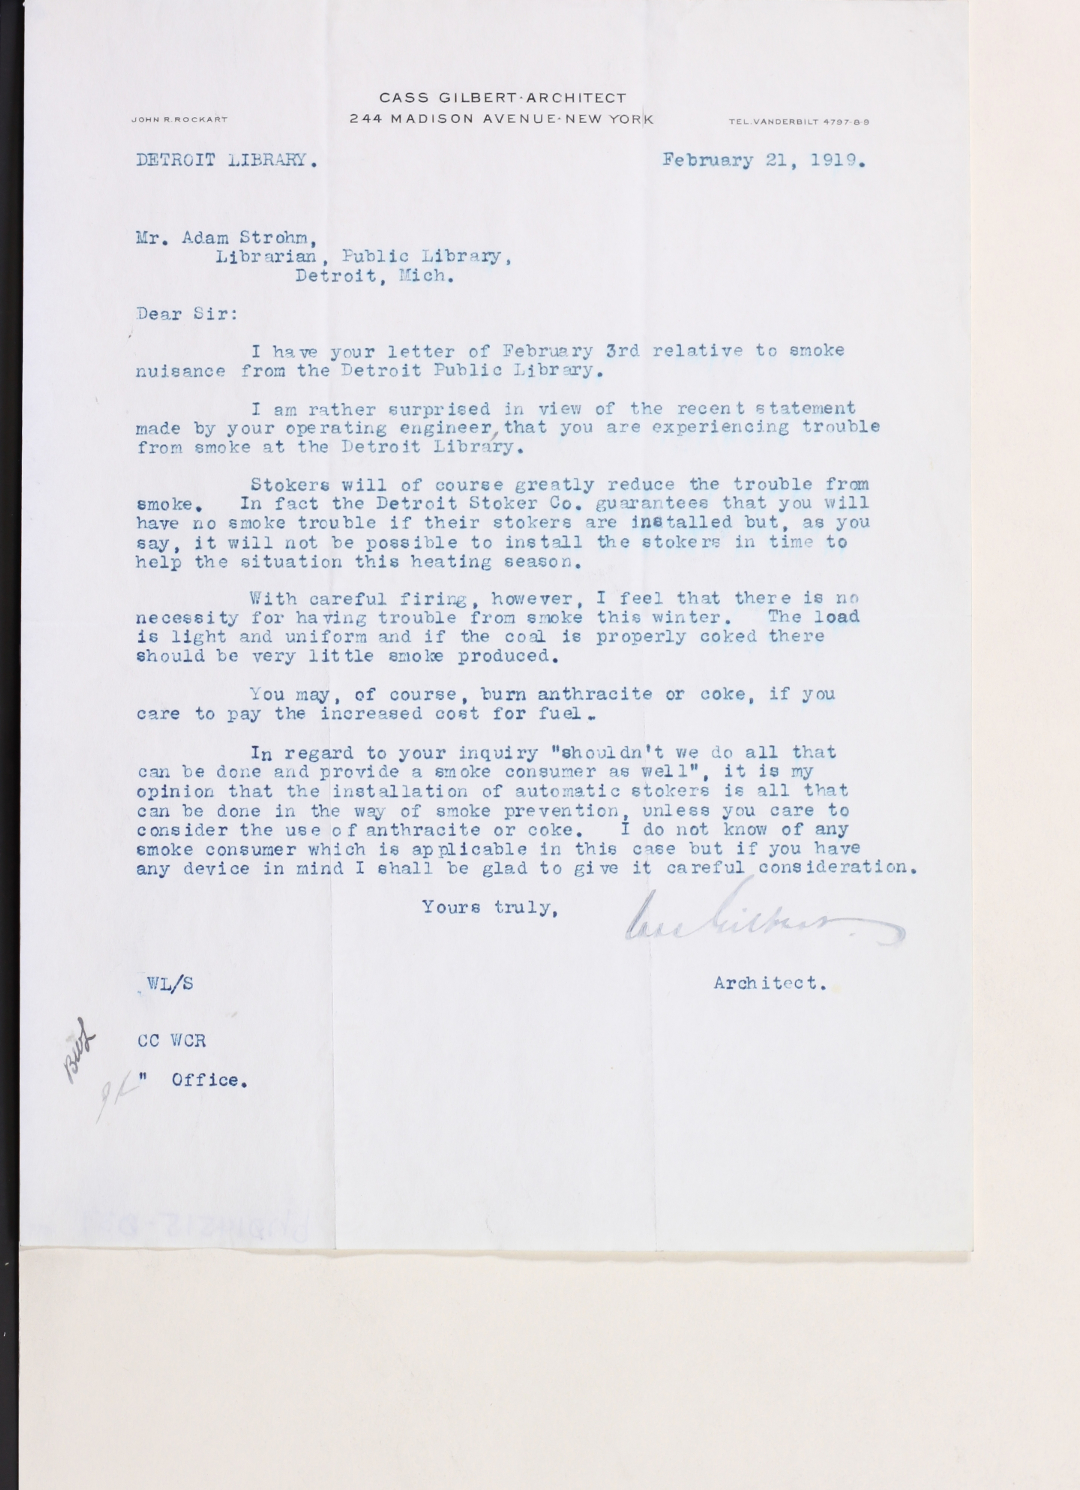 CASS GILBERT·ARCHITECT
JOHN R. ROCKART 244 MADISON AVENUE·NEW YORK TEL. VANDERBILT 4797-8-9
DETROIT LIBRARY. February 21, 1919.
Mr. Adam Strohm,
Librarian, Public Library,
Detroit, Mich.
Dear Sir:
I have your letter of February 3rd relative to smoke
nuisance from the Detroit Public Library.
I am rather surprised in view of the recent statement
made by your operating engineer, that you are experiencing trouble
from smoke at the Detroit Library.
Stokers will of course greatly reduce the trouble from
smoke. In fact the Detroit Stoker Co. guarantees that you will
have no smoke trouble if their stokers are installed but, as you
say, it will not be possible to install the stokers in time to
help the situation this heating season.
With careful firing, however, I feel that there is no
necessity for having trouble from smoke this winter. The load
is light and uniform and if the coal is properly coked there
should be very little smoke produced.
You may, of course, burn anthracite or coke, if you
care to pay the increased cost for fuel.
In regard to your inquiry "shouldn't we do all that
can be done and provide a smoke consumer as well", it is my
opinion that the installation of automatic stokers is all that
can be done in the way of smoke prevention, unless you care to
consider the use of anthracite or coke. I do not know of any
smoke consumer which is applicable in this case but if you have
any device in mind I shall be glad to give it careful consideration.
Yours truly, Cass Gilbert.
WL/S Architect.
CC WCR
" Office.